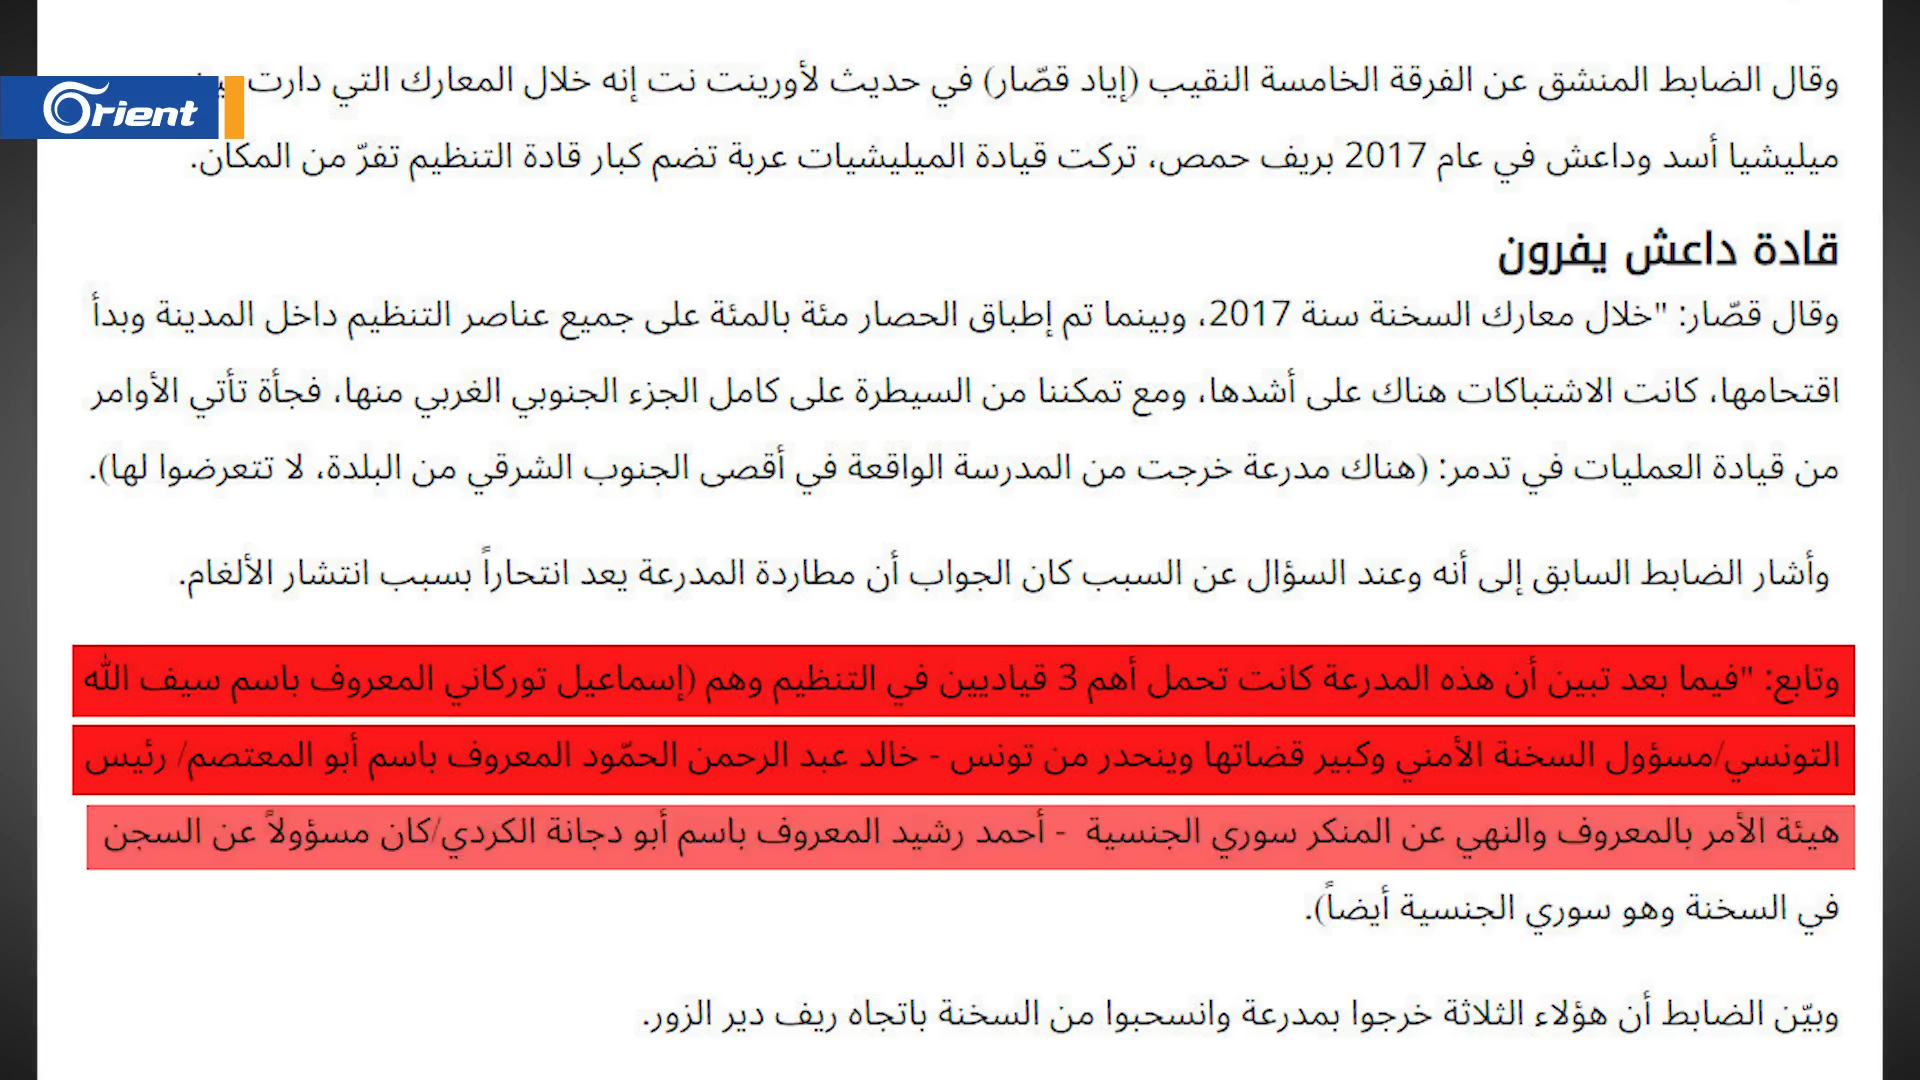 Orient
وقال الضابط المنشق عن الفرقة الخامسة النقيب (إياد قصّار) في حديث لأورينت نت إنه خلال المعارك التي دارت
ميليشيا أسد وداعش في عام 2017 بريف حمص، تركت قيادة الميليشيات عربة تضم كبار قادة التنظيم تفرّ من المكان.
قادة داعش يفرون
وقال قصّار: "خلال معارك السخنة سنة 2017، وبينما تم إطباق الحصار مئة بالمئة على جميع عناصر التنظيم داخل المدينة وبدأ
اقتحامها، كانت الاشتباكات هناك على أشدها، ومع تمكننا من السيطرة على كامل الجزء الجنوبي الغربي منها، فجأة تأتي الأوامر
من قيادة العمليات في تدمر: (هناك مدرعة خرجت من المدرسة الواقعة في أقصى الجنوب الشرقي من البلدة، لا تتعرضوا لها).
وأشار الضابط السابق إلى أنه وعند السؤال عن السبب كان الجواب أن مطاردة المدرعة يعد انتحاراً بسبب انتشار الألغام.
وتابع: "فيما بعد تبين أن هذه المدرعة كانت تحمل أهم 3 قياديين في التنظيم وهم (إسماعيل توركاني المعروف باسم سيف الله
التونسي/مسؤول السخنة الأمني وكبير قضاتها وينحدر من تونس - خالد عبد الرحمن الحمّود المعروف باسم أبو المعتصم/ رئيس
هيئة الأمر بالمعروف والنهي عن المنكر سوري الجنسية - أحمد رشيد المعروف باسم أبو دجانة الكردي/كان مسؤولاً عن السجن
في السخنة وهو سوري الجنسية أيضاً).
وبيّن الضابط أن هؤلاء الثلاثة خرجوا بمدرعة وانسحبوا من السخنة باتجاه ريف دير الزور.